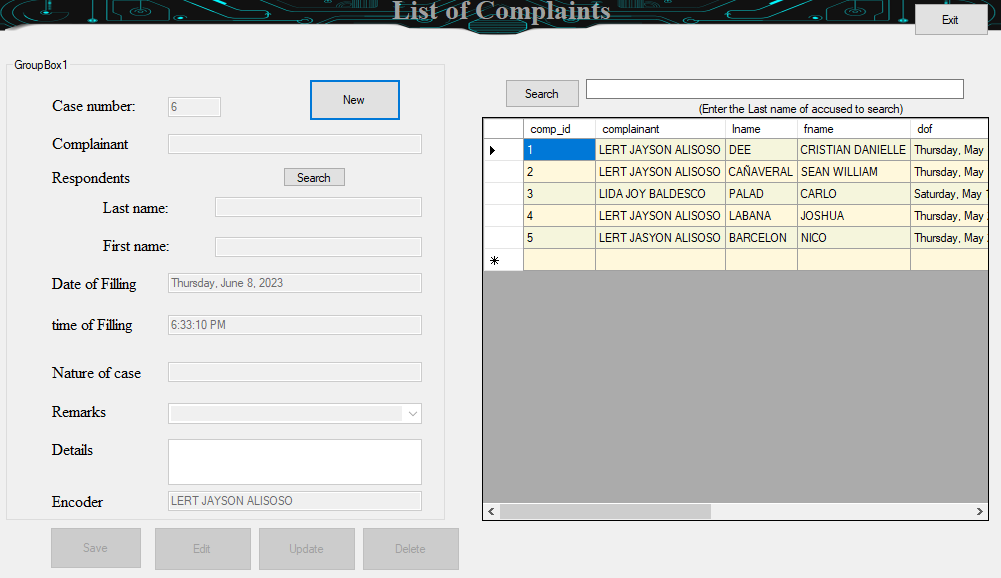 List of Complaints
Exit
GroupBox1
Case number: 6
New
Complainant
Respondents
Search
Last name:
First name:
Date of Filling Thursday, June 8, 2023
time of Filling 6:33:10 PM
Nature of case
Remarks
Details
Encoder LERT JAYSON ALISOSO
Save Edit Update Delete
Search
(Enter the Last name of accused to search)
comp_id complainant lname fname dof
1 LERT JAYSON ALISOSO DEE CRISTIAN DANIELLE Thursday, May
2 LERT JAYSON ALISOSO CAÑAVERAL SEAN WILLIAM Thursday, May
3 LIDA JOY BALDESCO PALAD CARLO Saturday, May
4 LERT JAYSON ALISOSO LABANA JOSHUA Thursday, May
5 LERT JASYON ALISOSO BARCELON NICO Thursday, May